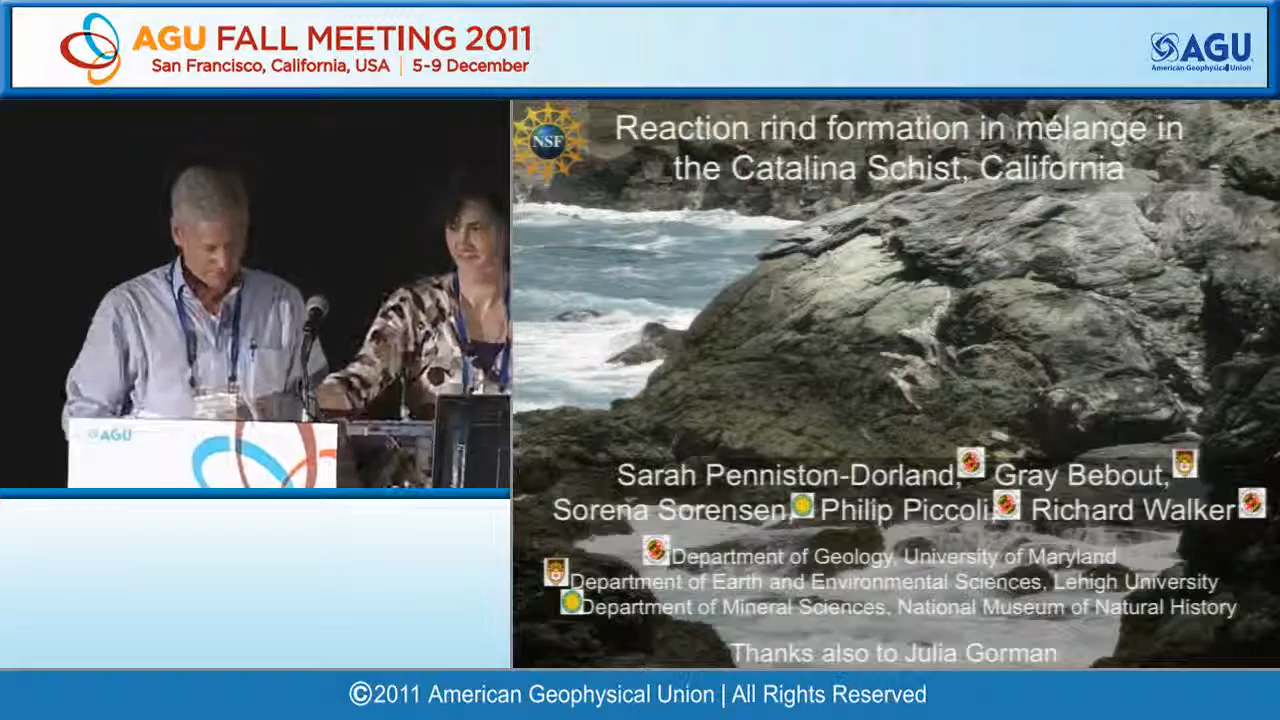 AGU FALL MEETING 2011
San Francisco, California, USA | 5-9 December
AGU
American Geophysical Union
NSF
Reaction rind formation in mélange in
the Catalina Schist, California
AGU
Sarah Penniston-Dorland, Gray Bebout,
Sorena Sorensen, Philip Piccoli, Richard Walker
Department of Geology, University of Maryland
Department of Earth and Environmental Sciences, Lehigh University
Department of Mineral Sciences, National Museum of Natural History
Thanks also to Julia Gorman
©2011 American Geophysical Union | All Rights Reserved